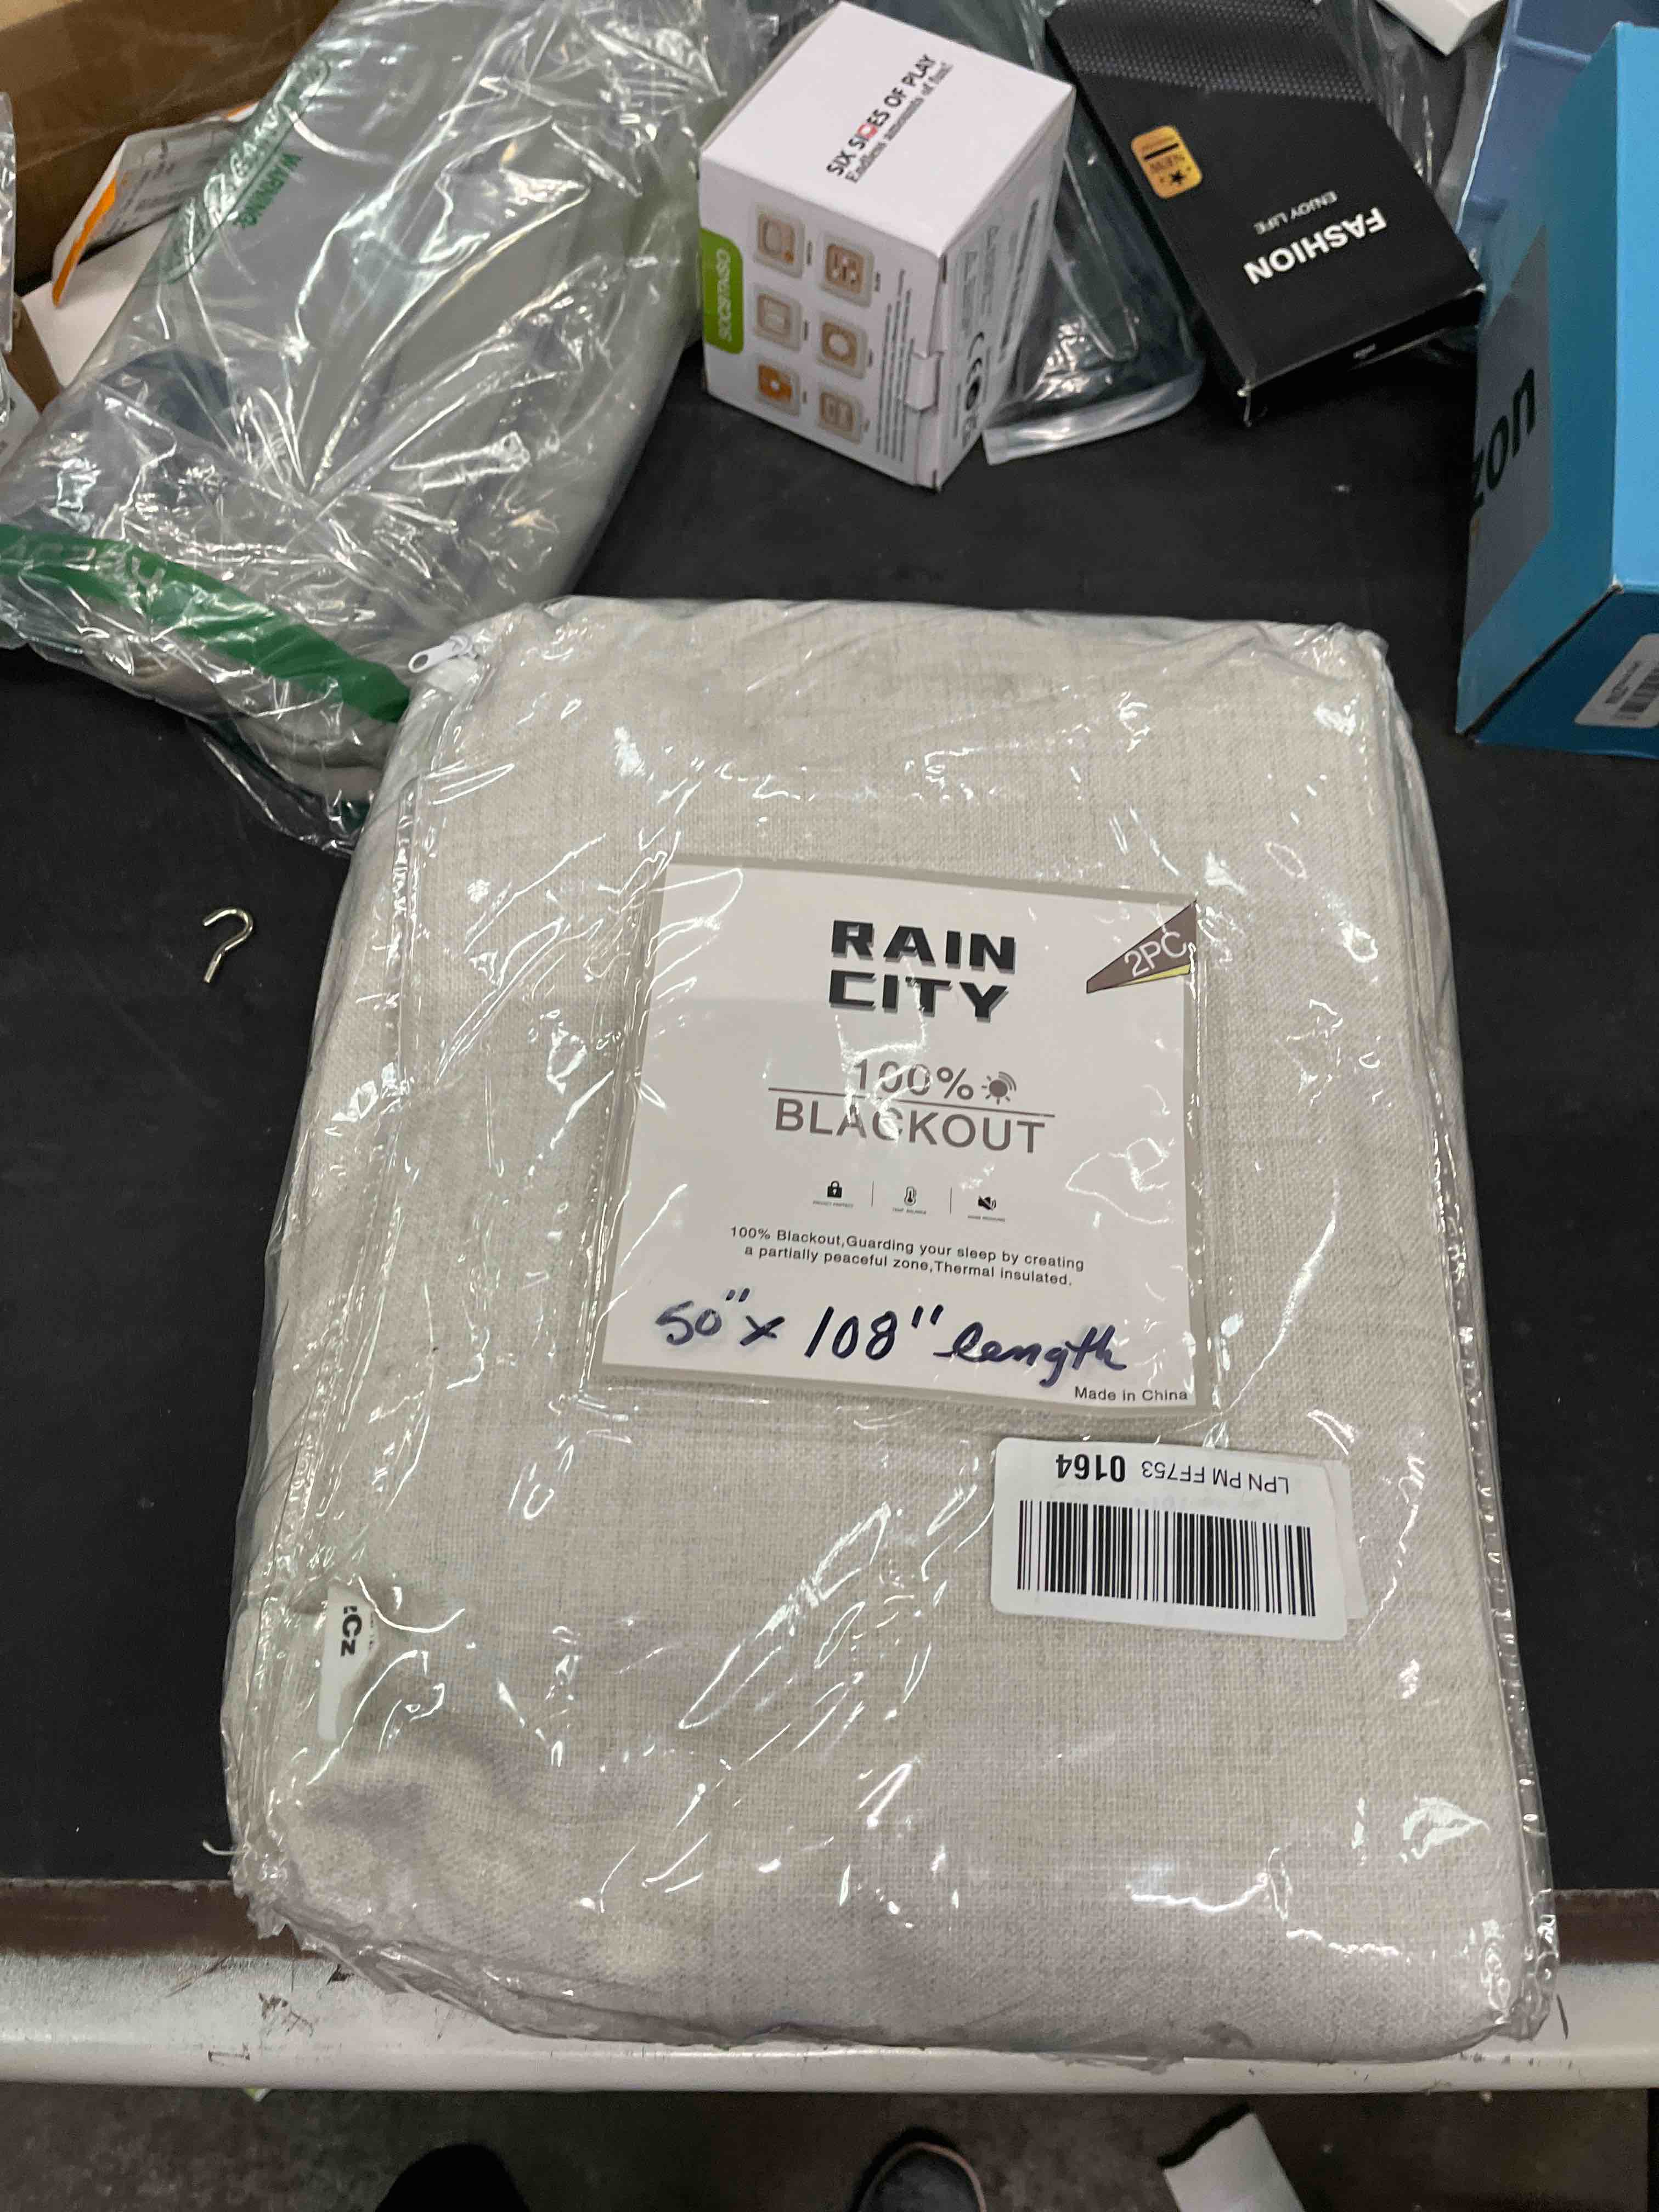 WARNING
SIX SIDES OF PLAY
Endless amounts of fun!
NEW
FASHION
ENJOY LIFE
zon
RAIN
CITY
2PC
100%
BLACKOUT
100% Blackout,Guarding your sleep by creating
a partially peaceful zone,Thermal insulated.
50" x 108" length
Made in China
LPN PM FF753 0164